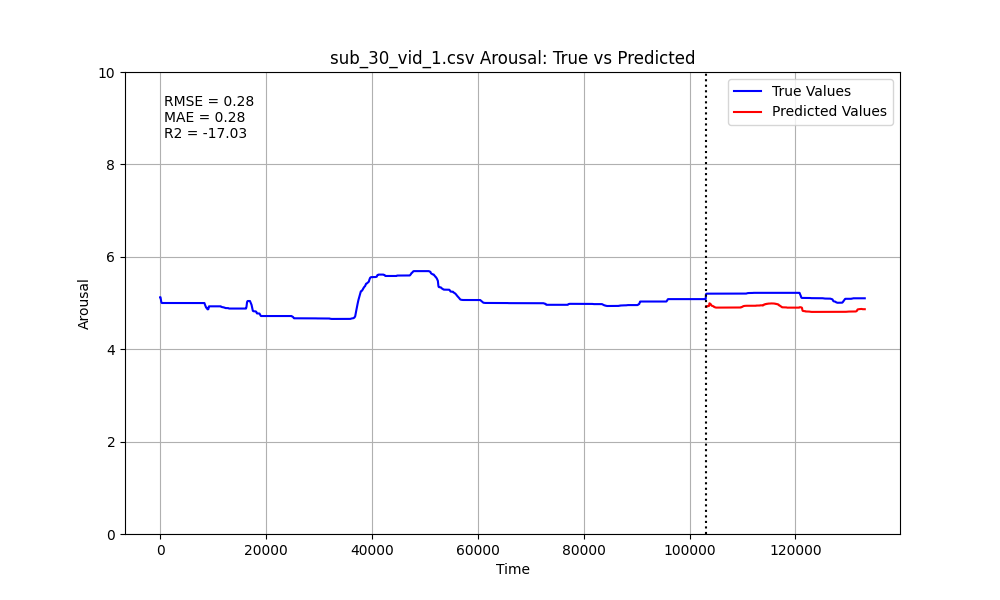 sub_30_vid_1.csv Arousal: True vs Predicted
RMSE = 0.28
MAE = 0.28
R2 = -17.03
True Values
Predicted Values
Arousal
10
8
6
4
2
0
0 20000 40000 60000 80000 100000 120000
Time